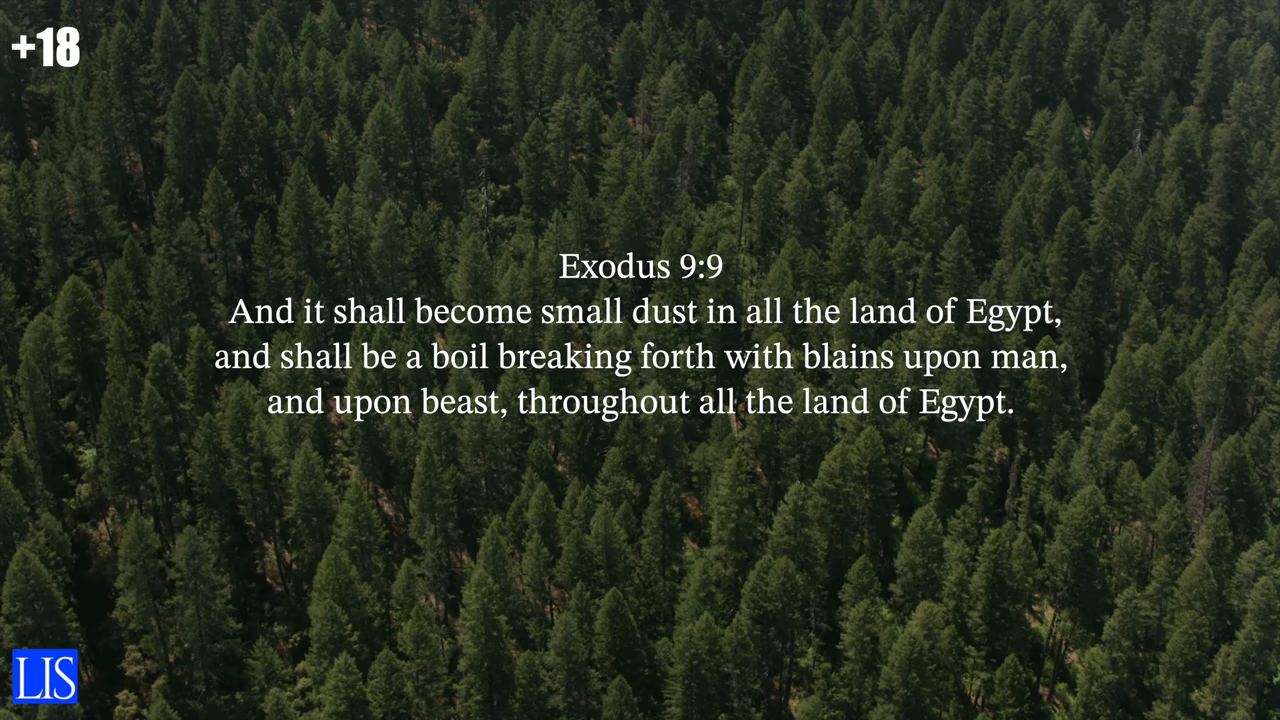 +18
Exodus 9:9
And it shall become small dust in all the land of Egypt,
and shall be a boil breaking forth with blains upon man,
and upon beast, throughout all the land of Egypt.
LIS